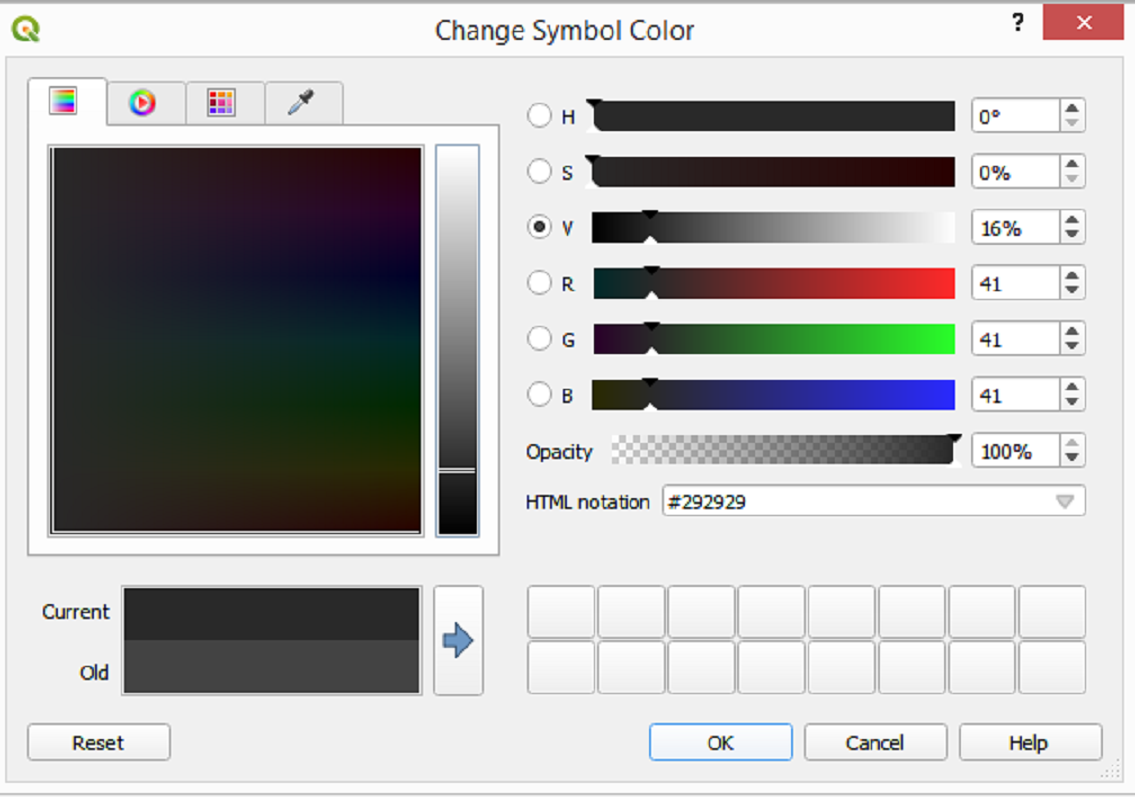 Change Symbol Color
?
H 0°
S 0%
V 16%
R 41
G 41
B 41
Opacity 100%
HTML notation #292929
Current
Old
Reset OK Cancel Help